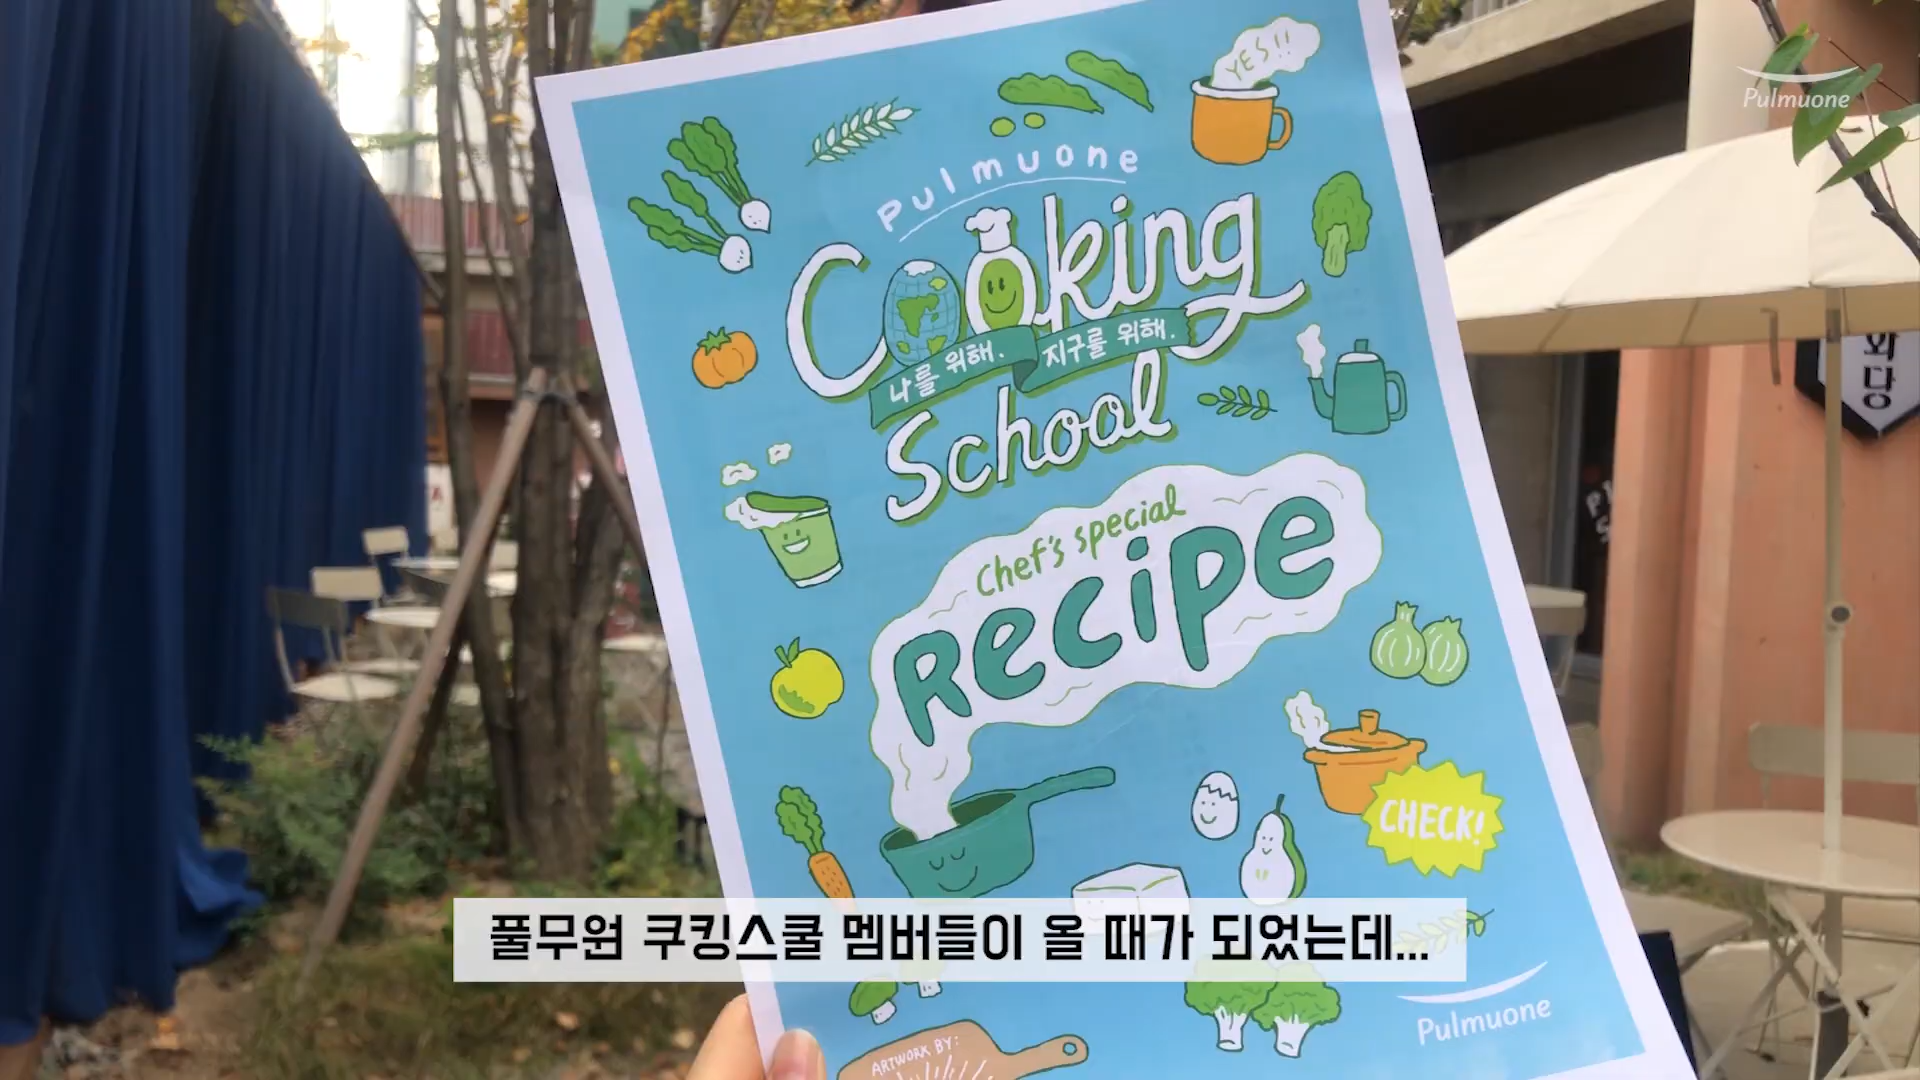 YES!!
Pulmuone
Pulmuone
Cooking
나를 위해. 지구를 위해.
School
Chef's special
RECiPe
CHECK!
풀무원 쿠킹스쿨 멤버들이 올 때가 되었는데...
Pulmuone
ARTWORK BY: